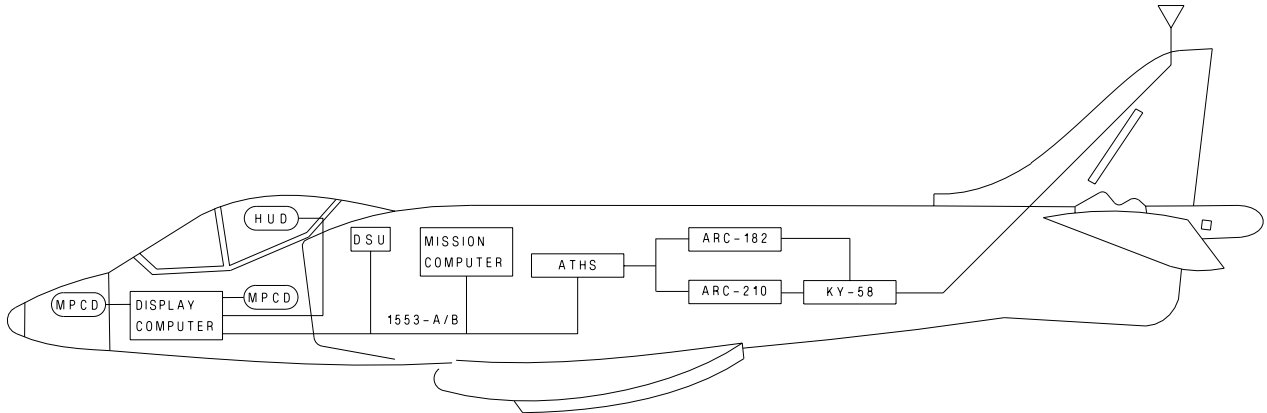 HUD
DSU
MISSION
COMPUTER
ATHS
ARC-182
ARC-210
KY-58
MPCD
DISPLAY
COMPUTER
MPCD
1553-A/B